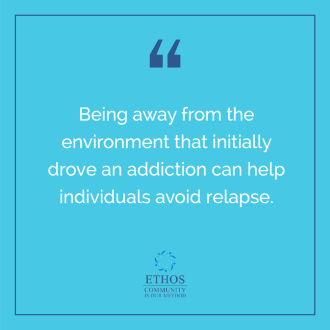 “
Being away from the
environment that initially
drove an addiction can help
individuals avoid relapse.
ETHOS
COMMUNITY
IN OUR METHOD